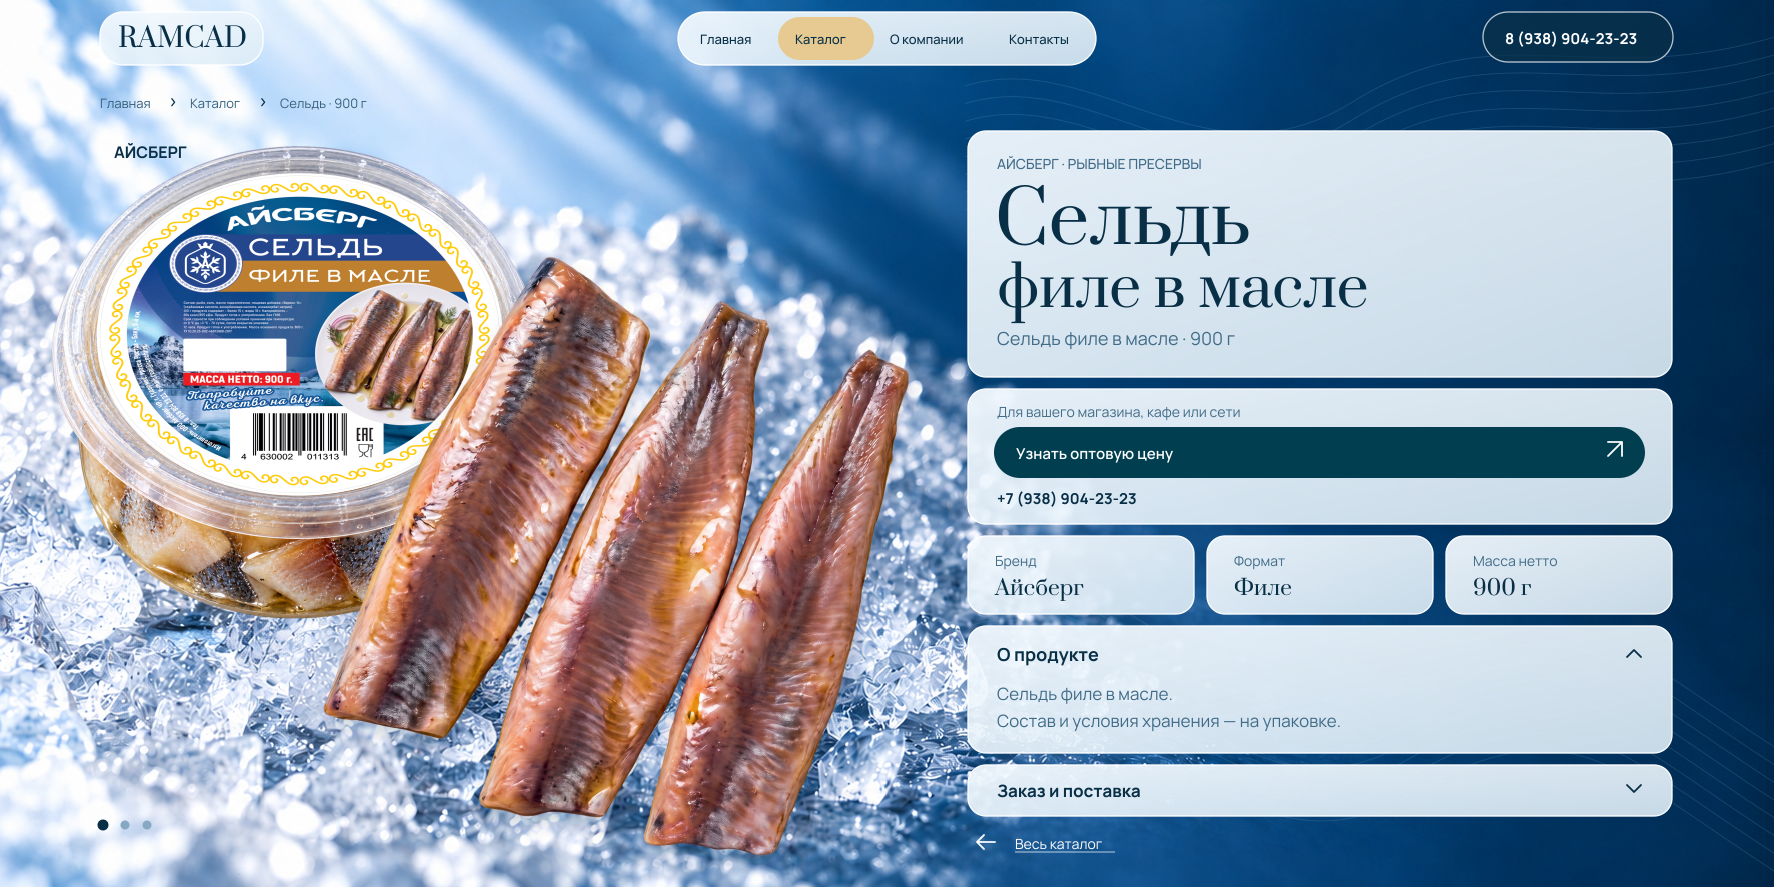 RAMCAD
Главная
Каталог
О компании
Контакты
8 (938) 904-23-23
Главная › Каталог › Сельдь · 900 г
АЙСБЕРГ
АЙСБЕРГ
СЕЛЬДЬ
ФИЛЕ В МАСЛЕ
МАССА НЕТТО: 900 г.
Попробуйте
качество на вкус.
EAC
4 630002 011313
АЙСБЕРГ · РЫБНЫЕ ПРЕСЕРВЫ
Сельдь
филе в масле
Сельдь филе в масле · 900 г
Для вашего магазина, кафе или сети
Узнать оптовую цену
+7 (938) 904-23-23
Бренд
Айсберг
Формат
Филе
Масса нетто
900 г
О продукте
Сельдь филе в масле.
Состав и условия хранения — на упаковке.
Заказ и поставка
Весь каталог